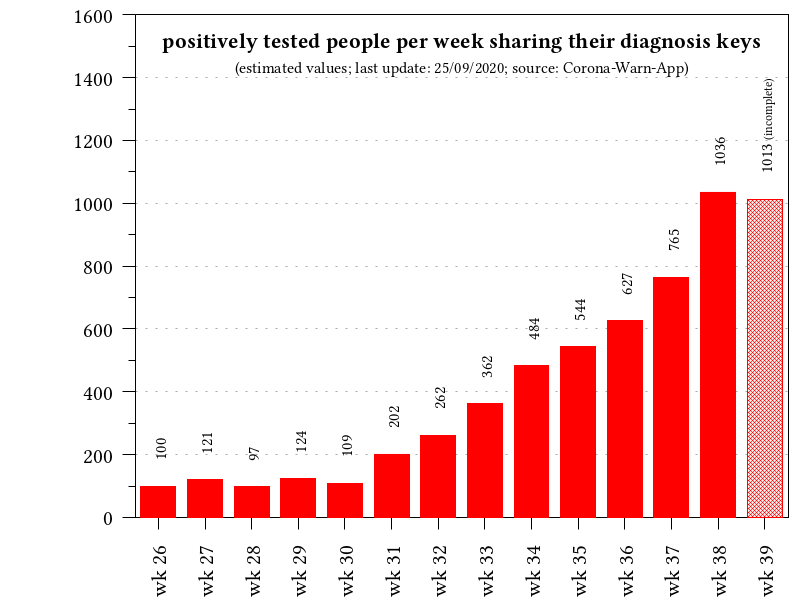 positively tested people per week sharing their diagnosis keys
(estimated values; last update: 25/09/2020; source: Corona-Warn-App)
1600
1400
1200
1000
800
600
400
200
0
100
121
97
124
109
202
262
362
484
544
627
765
1036
1013 (incomplete)
wk 26
wk 27
wk 28
wk 29
wk 30
wk 31
wk 32
wk 33
wk 34
wk 35
wk 36
wk 37
wk 38
wk 39